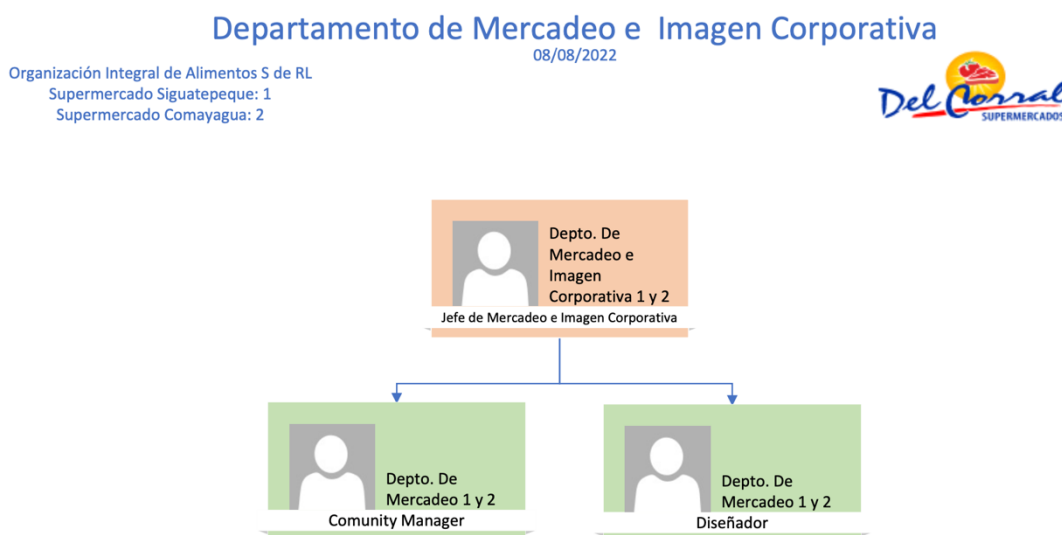 Departamento de Mercadeo e Imagen Corporativa
08/08/2022
Organización Integral de Alimentos S de RL
Supermercado Siguatepeque: 1
Supermercado Comayagua: 2
Del Corral
SUPERMERCADOS
Depto. De
Mercadeo e
Imagen
Corporativa 1 y 2
Jefe de Mercadeo e Imagen Corporativa
Depto. De
Mercadeo 1 y 2
Comunity Manager
Depto. De
Mercadeo 1 y 2
Diseñador